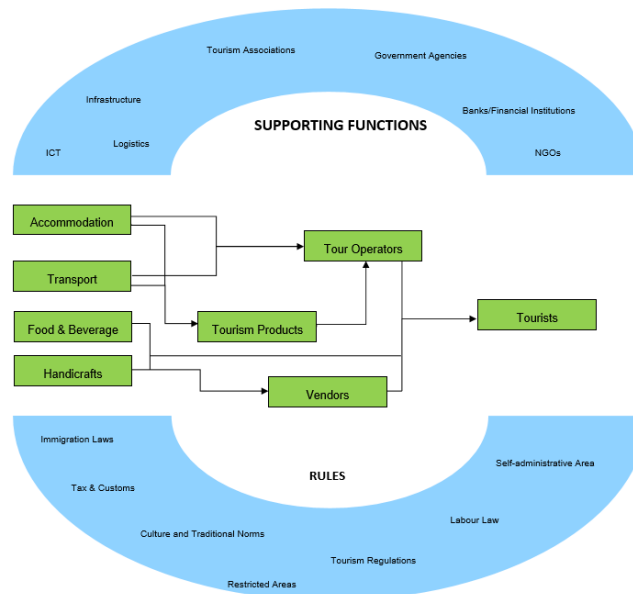 Tourism Associations
Government Agencies
Infrastructure
Banks/Financial Institutions
SUPPORTING FUNCTIONS
Logistics
ICT
NGOs
Accommodation
Tour Operators
Transport
Tourism Products
Tourists
Food & Beverage
Handicrafts
Vendors
Immigration Laws
Self-administrative Area
RULES
Tax & Customs
Labour Law
Culture and Traditional Norms
Tourism Regulations
Restricted Areas